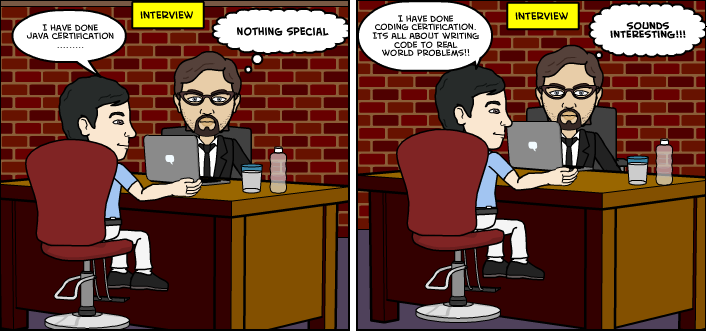 INTERVIEW
I HAVE DONE
JAVA CERTIFICATION
.........
NOTHING SPECIAL
INTERVIEW
I HAVE DONE
CODING CERTIFICATION.
ITS ALL ABOUT WRITING
CODE TO REAL
WORLD PROBLEMS!!
SOUNDS
INTERESTING!!!